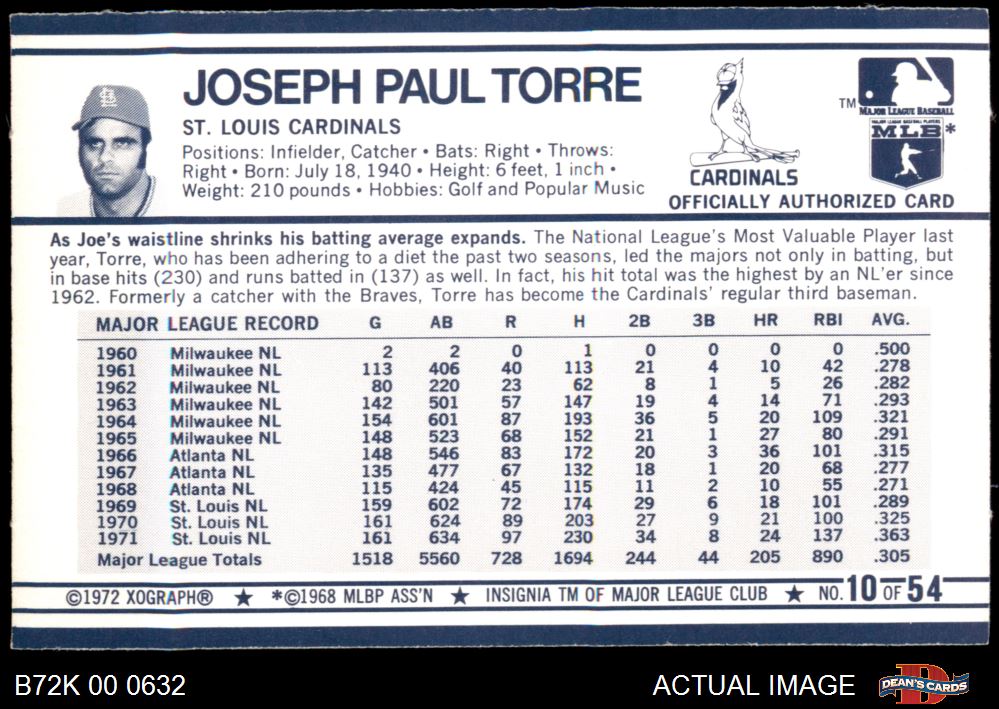 JOSEPH PAUL TORRE
ST. LOUIS CARDINALS
Positions: Infielder, Catcher • Bats: Right • Throws:
Right • Born: July 18, 1940 • Height: 6 feet, 1 inch •
Weight: 210 pounds • Hobbies: Golf and Popular Music
CARDINALS
TM
MAJOR LEAGUE BASEBALL
MAJOR LEAGUE BASEBALL PLAYERS
MLB*
OFFICIALLY AUTHORIZED CARD
As Joe's waistline shrinks his batting average expands. The National League's Most Valuable Player last
year, Torre, who has been adhering to a diet the past two seasons, led the majors not only in batting, but
in base hits (230) and runs batted in (137) as well. In fact, his hit total was the highest by an NL'er since
1962. Formerly a catcher with the Braves, Torre has become the Cardinals' regular third baseman.
MAJOR LEAGUE RECORD G AB R H 2B 3B HR RBI AVG.
1960 Milwaukee NL 2 2 0 1 0 0 0 0 .500
1961 Milwaukee NL 113 406 40 113 21 4 10 42 .278
1962 Milwaukee NL 80 220 23 62 8 1 5 26 .282
1963 Milwaukee NL 142 501 57 147 19 4 14 71 .293
1964 Milwaukee NL 154 601 87 193 36 5 20 109 .321
1965 Milwaukee NL 148 523 68 152 21 1 27 80 .291
1966 Atlanta NL 148 546 83 172 20 3 36 101 .315
1967 Atlanta NL 135 477 67 132 18 1 20 68 .277
1968 Atlanta NL 115 424 45 115 11 2 10 55 .271
1969 St. Louis NL 159 602 72 174 29 6 18 101 .289
1970 St. Louis NL 161 624 89 203 27 9 21 100 .325
1971 St. Louis NL 161 634 97 230 34 8 24 137 .363
Major League Totals 1518 5560 728 1694 244 44 205 890 .305
©1972 XOGRAPH® ★ *©1968 MLBP ASS'N ★ INSIGNIA TM OF MAJOR LEAGUE CLUB ★ NO. 10 OF 54
B72K 00 0632 ACTUAL IMAGE DEAN'S CARDS